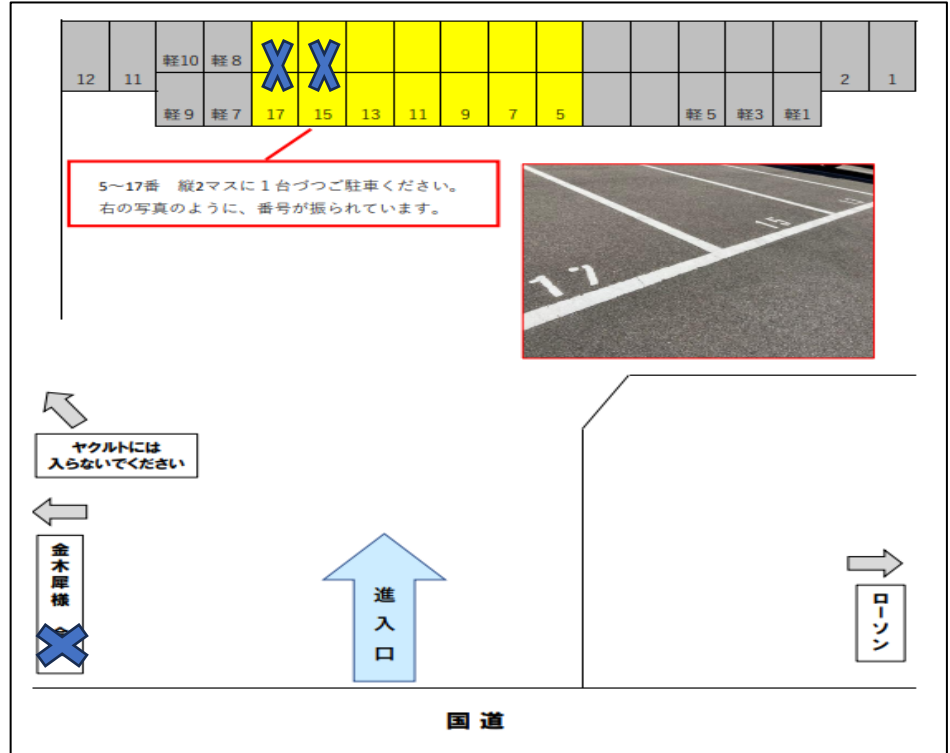 軽10 軽8
12 11 2 1
軽9 軽7 17 15 13 11 9 7 5 軽5 軽3 軽1
5～17番　縦2マスに１台づつご駐車ください。
右の写真のように、番号が振られています。
17
15
ヤクルトには
入らないでください
金木犀様
進入口
ローソン
国道